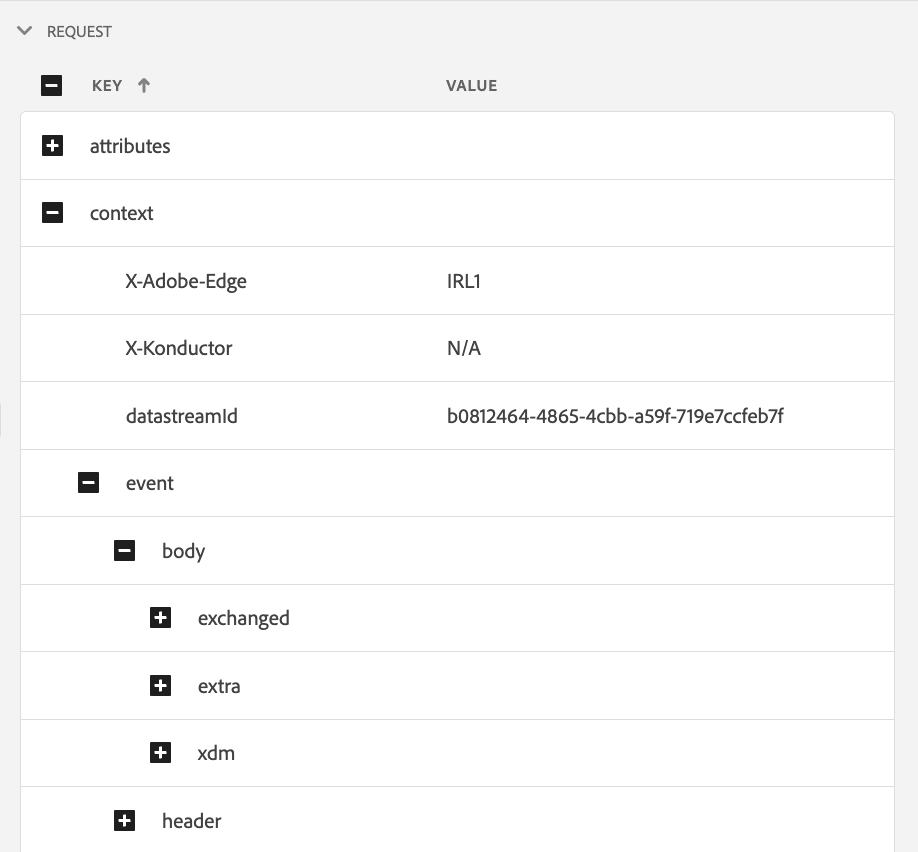 REQUEST
KEY VALUE
attributes
context
X-Adobe-Edge IRL1
X-Konductor N/A
datastreamId b0812464-4865-4cbb-a59f-719e7ccfeb7f
event
body
exchanged
extra
xdm
header